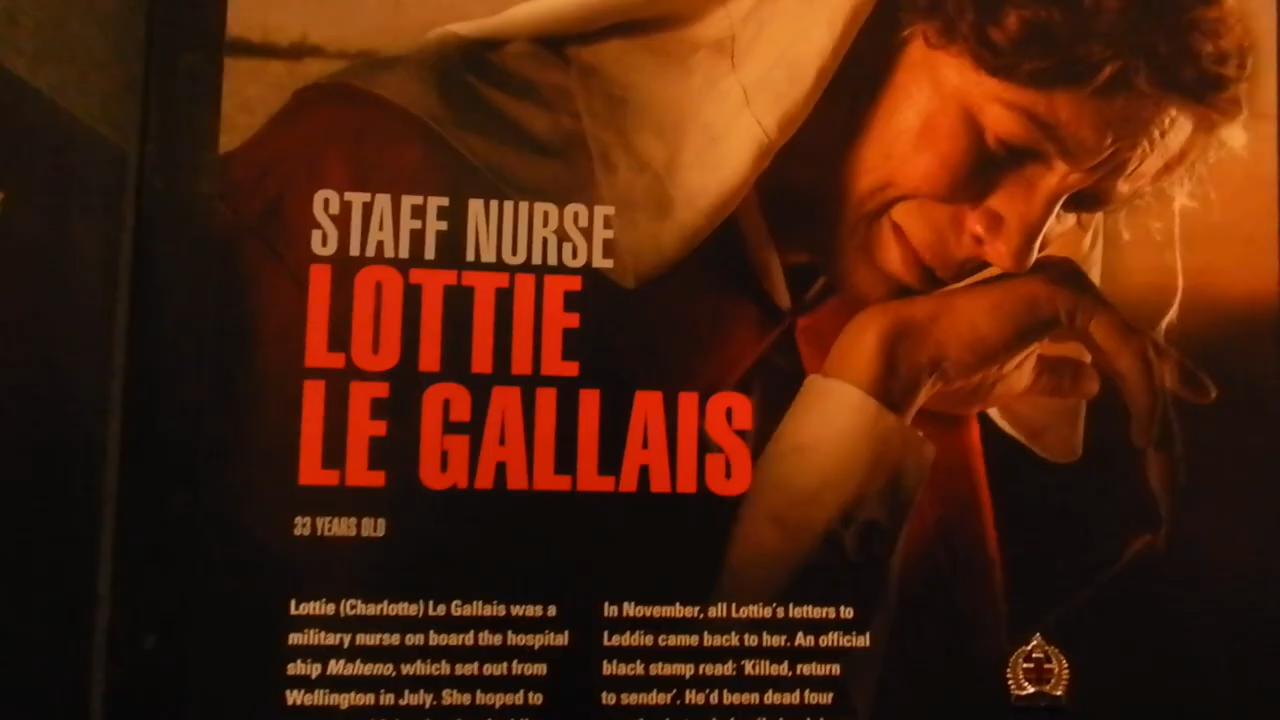 STAFF NURSE
LOTTIE
LE GALLAIS
33 YEARS OLD
Lottie (Charlotte) Le Gallais was a
military nurse on board the hospital
ship Maheno, which set out from
Wellington in July. She hoped to
In November, all Lottie's letters to
Leddie came back to her. An official
black stamp read: 'Killed, return
to sender'. He'd been dead four